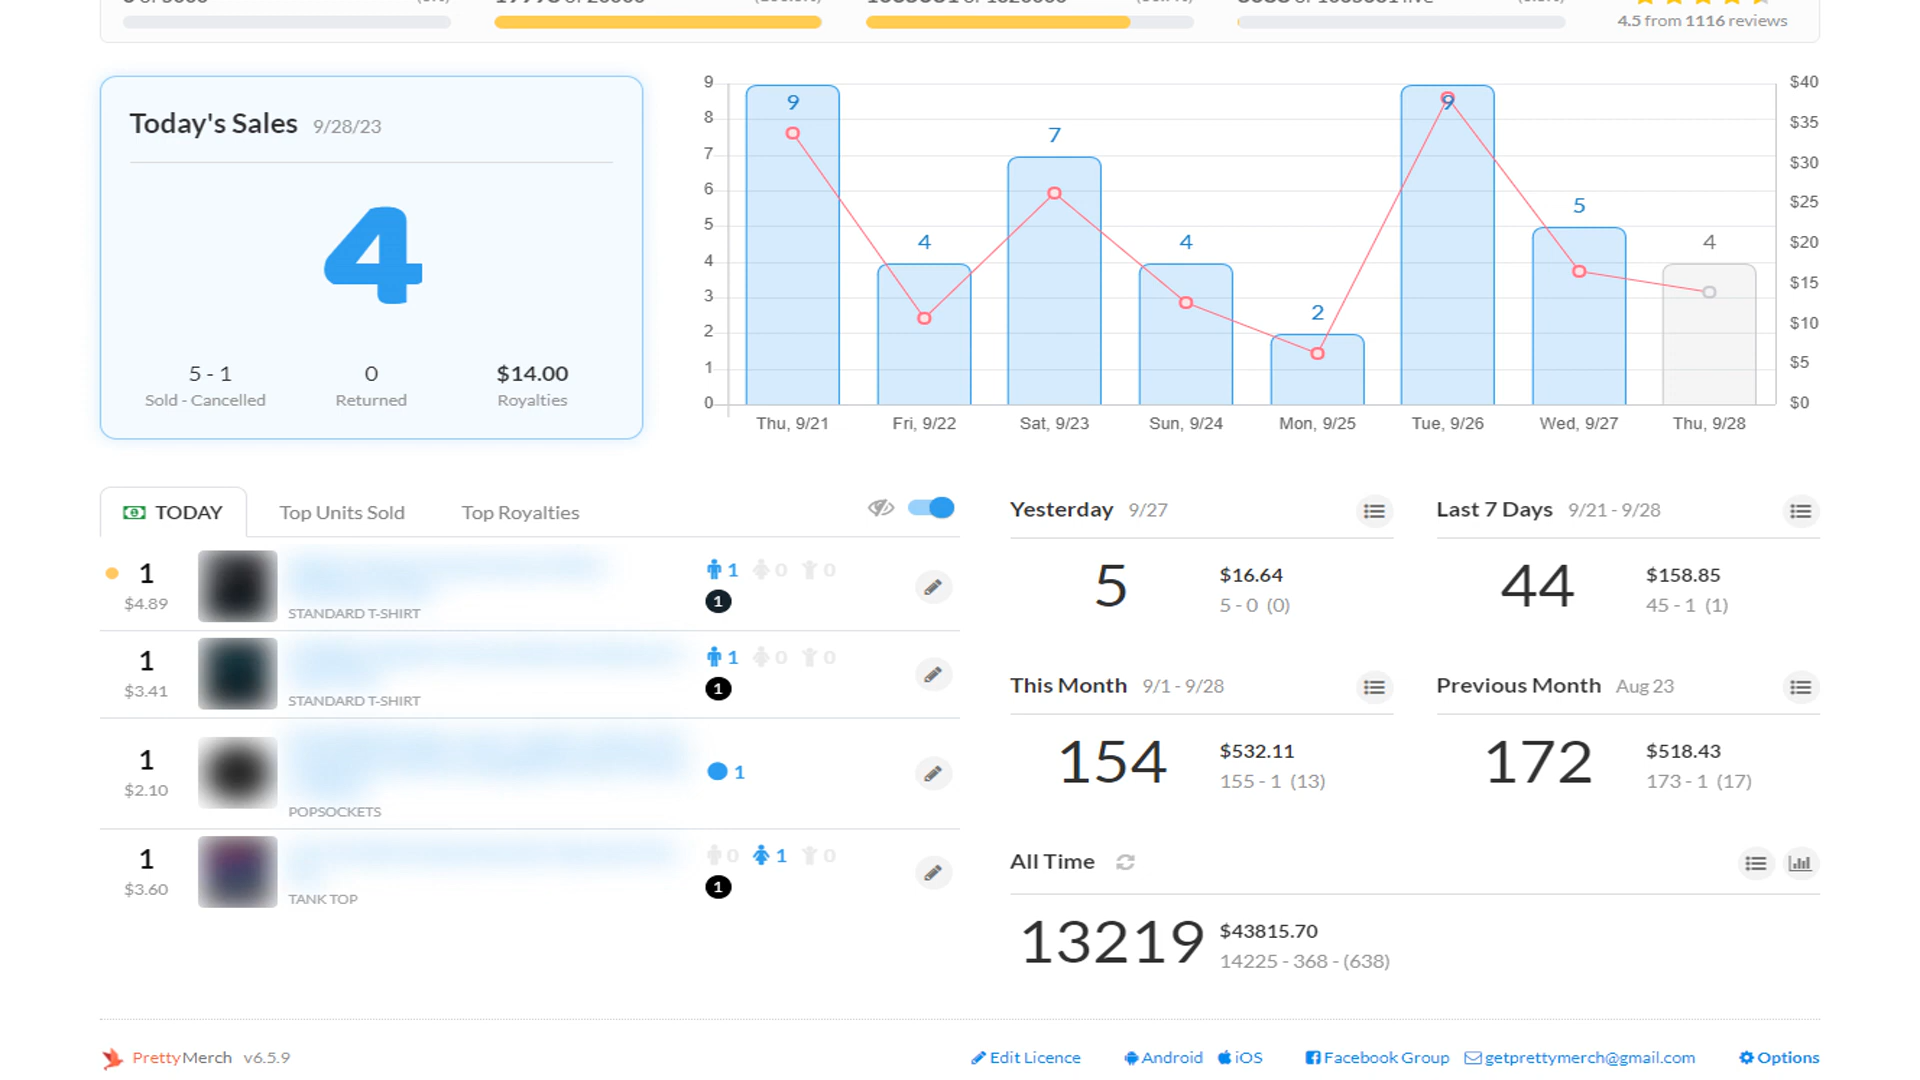 4.5 from 1116 reviews
Today's Sales 9/28/23
4
5 - 1
Sold - Cancelled
0
Returned
$14.00
Royalties
9
8
7
6
5
4
3
2
1
0
9
4
7
4
2
9
5
4
$40
$35
$30
$25
$20
$15
$10
$5
$0
Thu, 9/21
Fri, 9/22
Sat, 9/23
Sun, 9/24
Mon, 9/25
Tue, 9/26
Wed, 9/27
Thu, 9/28
TODAY
Top Units Sold
Top Royalties
1
$4.89
STANDARD T-SHIRT
1 0 0
1
1
$3.41
STANDARD T-SHIRT
1 0 0
1
1
$2.10
POPSOCKETS
1
1
$3.60
TANK TOP
0 1 0
1
Yesterday 9/27
5
$16.64
5 - 0 (0)
Last 7 Days 9/21 - 9/28
44
$158.85
45 - 1 (1)
This Month 9/1 - 9/28
154
$532.11
155 - 1 (13)
Previous Month Aug 23
172
$518.43
173 - 1 (17)
All Time
13219
$43815.70
14225 - 368 - (638)
PrettyMerch v6.5.9
Edit Licence
Android
iOS
Facebook Group
getprettymerch@gmail.com
Options